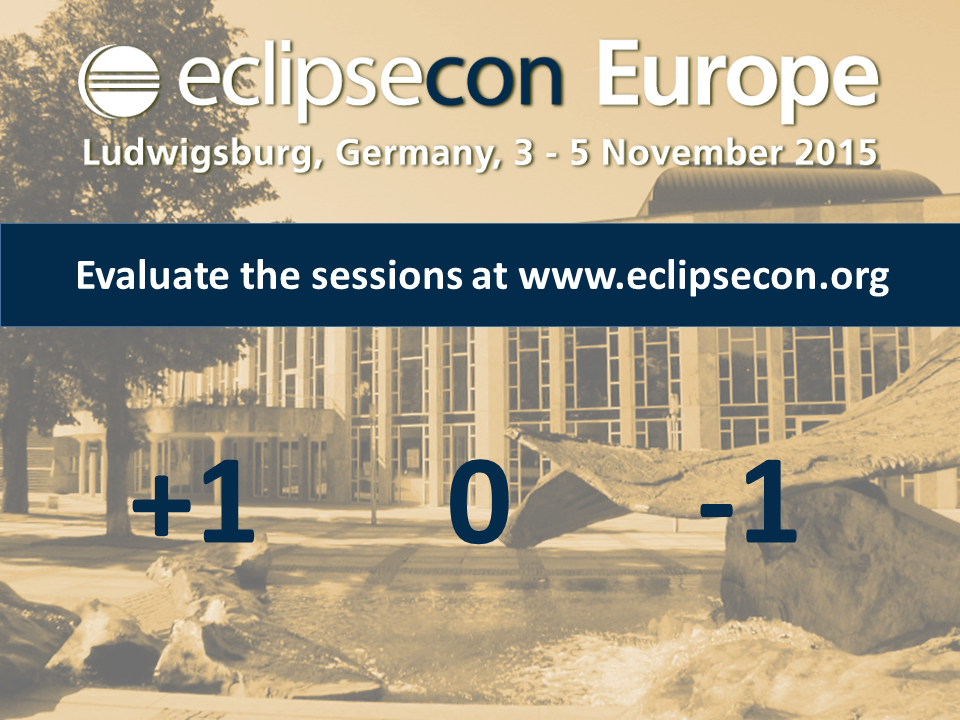 eclipsecon Europe
Ludwigsburg, Germany, 3 - 5 November 2015
Evaluate the sessions at www.eclipsecon.org
+1 0 -1